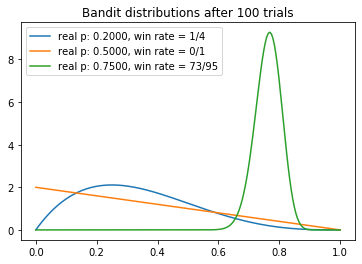 Bandit distributions after 100 trials
real p: 0.2000, win rate = 1/4
real p: 0.5000, win rate = 0/1
real p: 0.7500, win rate = 73/95
8
6
4
2
0
0.0 0.2 0.4 0.6 0.8 1.0